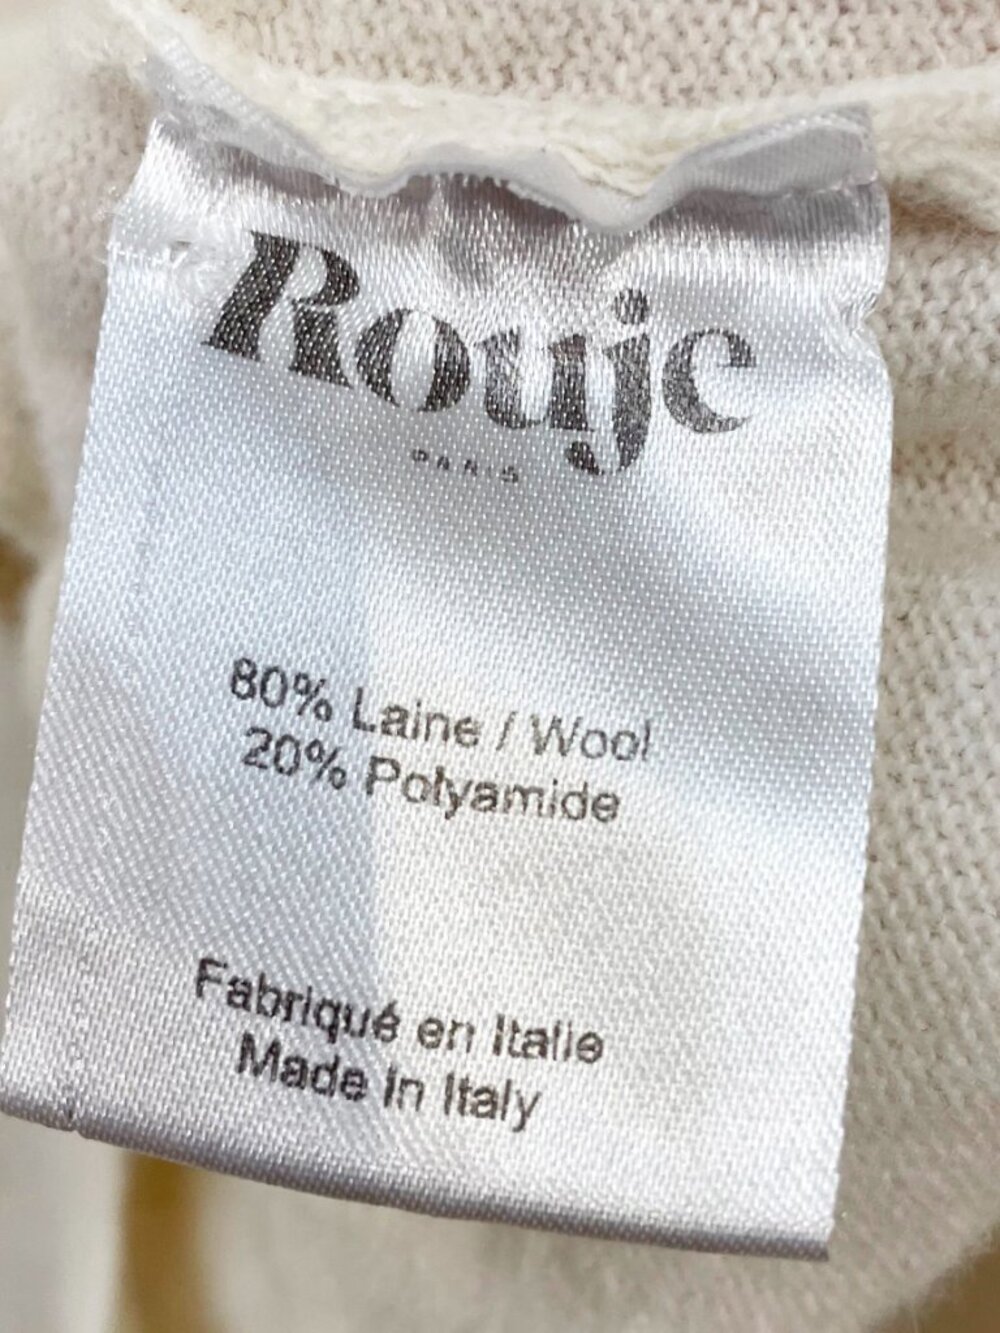 Rouje
PARIS
80% Laine / Wool
20% Polyamide
Fabriqué en Italie
Made in Italy